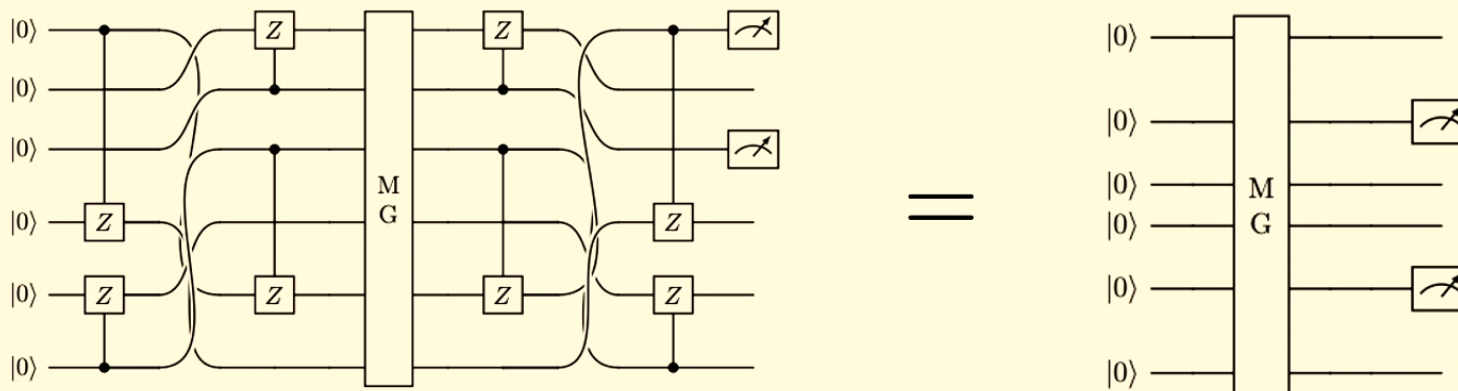 |0⟩ Z |0⟩
|0⟩ |0⟩
|0⟩ |0⟩
|0⟩ Z Z |0⟩
|0⟩ Z Z Z Z |0⟩
|0⟩ |0⟩
Z Z
M
G
=
M
G